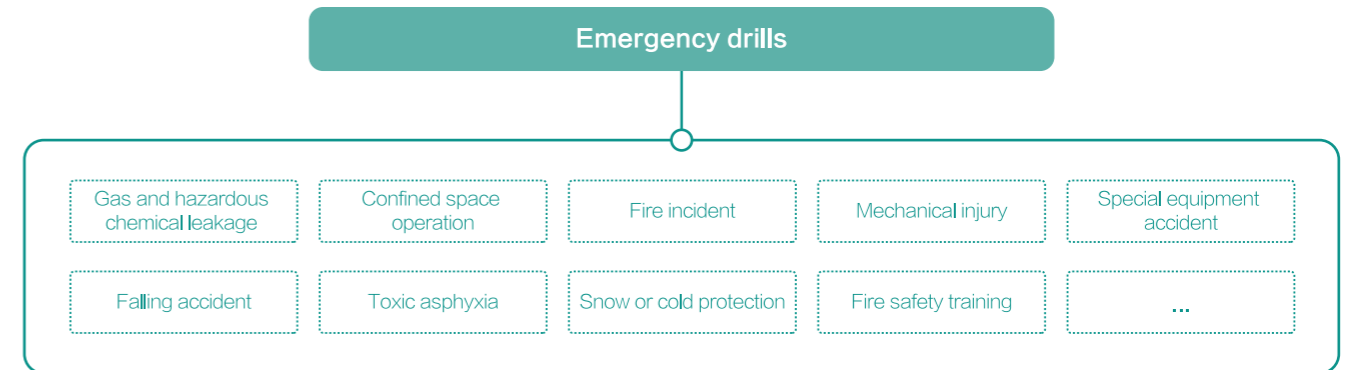 Emergency drills
Gas and hazardous
chemical leakage
Confined space
operation
Fire incident
Mechanical injury
Special equipment
accident
Falling accident
Toxic asphyxia
Snow or cold protection
Fire safety training
...